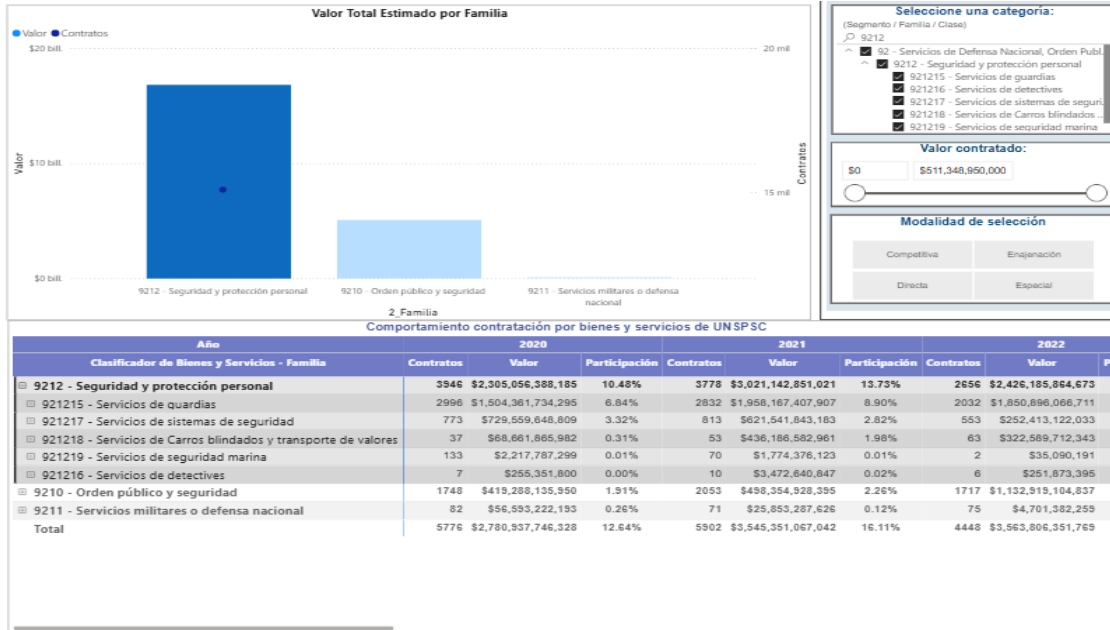 Valor Total Estimado por Familia
Valor Contratos
$20 bill.
$10 bill.
$0 bill.
Valor
20 mil
15 mil
Contratos
9212 - Seguridad y protección personal
9210 - Orden público y seguridad
9211 - Servicios militares o defensa
nacional
2_Familia
Seleccione una categoría:
(Segmento / Familia / Clase)
9212
92 - Servicios de Defensa Nacional, Orden Publ...
9212 - Seguridad y protección personal
921215 - Servicios de guardias
921216 - Servicios de detectives
921217 - Servicios de sistemas de seguri...
921218 - Servicios de Carros blindados ...
921219 - Servicios de seguridad marina
Valor contratado:
$0 $511,348,950,000
Modalidad de selección
Competitiva Enajenación
Directa Especial
Comportamiento contratación por bienes y servicios de UNSPSC
Año 2020 2021 2022
Clasificador de Bienes y Servicios - Familia Contratos Valor Participación Contratos Valor Participación Contratos Valor P
9212 - Seguridad y protección personal 3946 $2,305,056,388,185 10.48% 3778 $3,021,142,851,021 13.73% 2656 $2,426,185,864,673
921215 - Servicios de guardias 2996 $1,504,361,734,295 6.84% 2832 $1,958,167,407,907 8.90% 2032 $1,850,896,066,711
921217 - Servicios de sistemas de seguridad 773 $729,559,648,809 3.32% 813 $621,541,843,183 2.82% 553 $252,413,122,033
921218 - Servicios de Carros blindados y transporte de valores 37 $68,661,865,982 0.31% 53 $436,186,582,961 1.98% 63 $322,589,712,343
921219 - Servicios de seguridad marina 133 $2,217,787,299 0.01% 70 $1,774,376,123 0.01% 2 $35,090,191
921216 - Servicios de detectives 7 $255,351,800 0.00% 10 $3,472,640,847 0.02% 6 $251,873,395
9210 - Orden público y seguridad 1748 $419,288,135,950 1.91% 2053 $498,354,928,395 2.26% 1717 $1,132,919,104,837
9211 - Servicios militares o defensa nacional 82 $56,593,222,193 0.26% 71 $25,853,287,626 0.12% 75 $4,701,382,259
Total 5776 $2,780,937,746,328 12.64% 5902 $3,545,351,067,042 16.11% 4448 $3,563,806,351,769